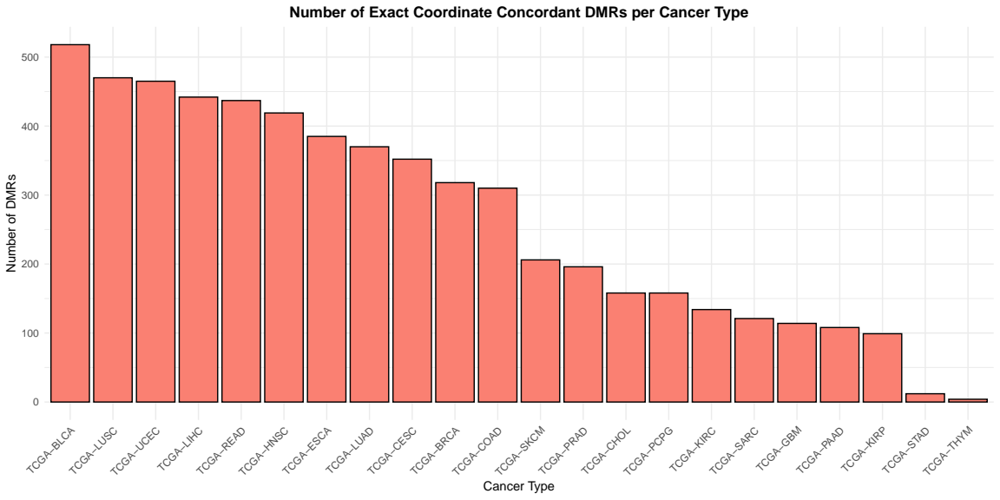 Number of Exact Coordinate Concordant DMRs per Cancer Type
Number of DMRs
500
400
300
200
100
0
TCGA−BLCA
TCGA−LUSC
TCGA−UCEC
TCGA−LIHC
TCGA−READ
TCGA−HNSC
TCGA−ESCA
TCGA−LUAD
TCGA−CESC
TCGA−BRCA
TCGA−COAD
TCGA−SKCM
TCGA−PRAD
TCGA−CHOL
TCGA−PCPG
TCGA−KIRC
TCGA−SARC
TCGA−GBM
TCGA−PAAD
TCGA−KIRP
TCGA−STAD
TCGA−THYM
Cancer Type